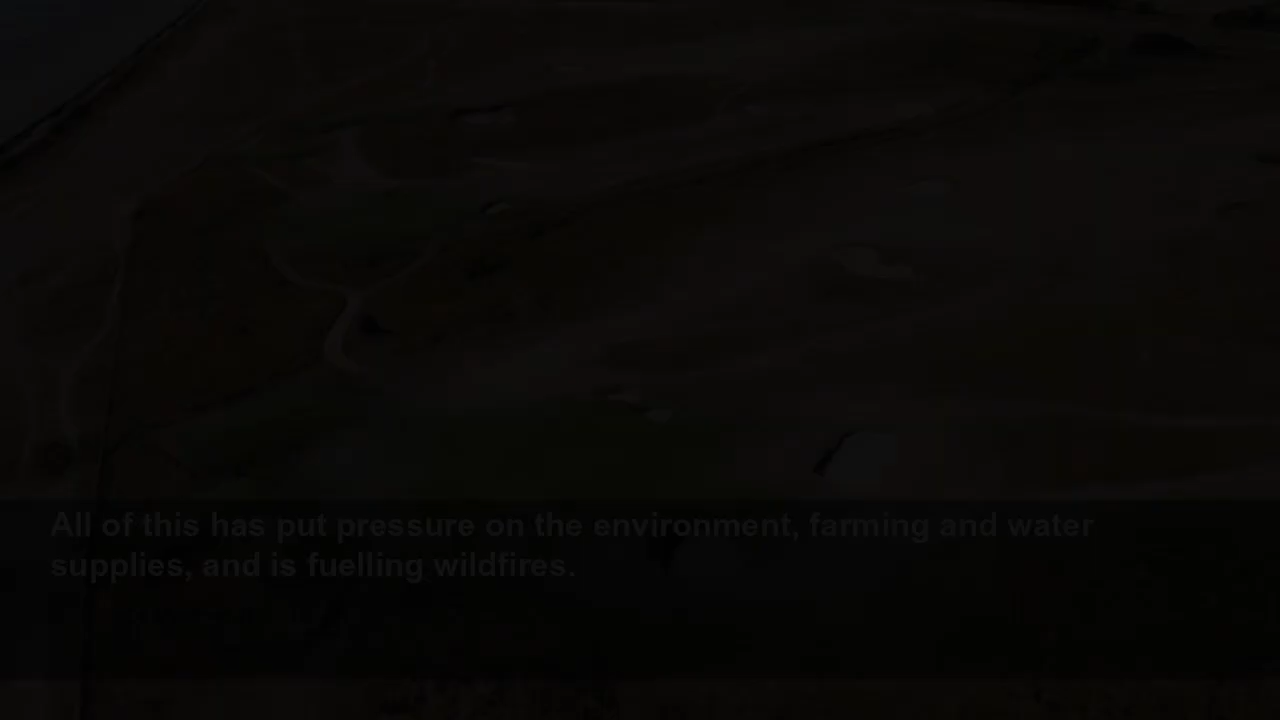 All of this has put pressure on the environment, farming and water
supplies, and is fuelling wildfires.